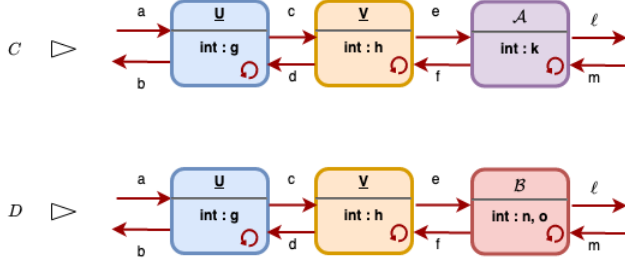 a U c V e 𝒜 ℓ
C int : g int : h int : k
b d f m
a U c V e ℬ ℓ
D int : g int : h int : n, o
b d f m